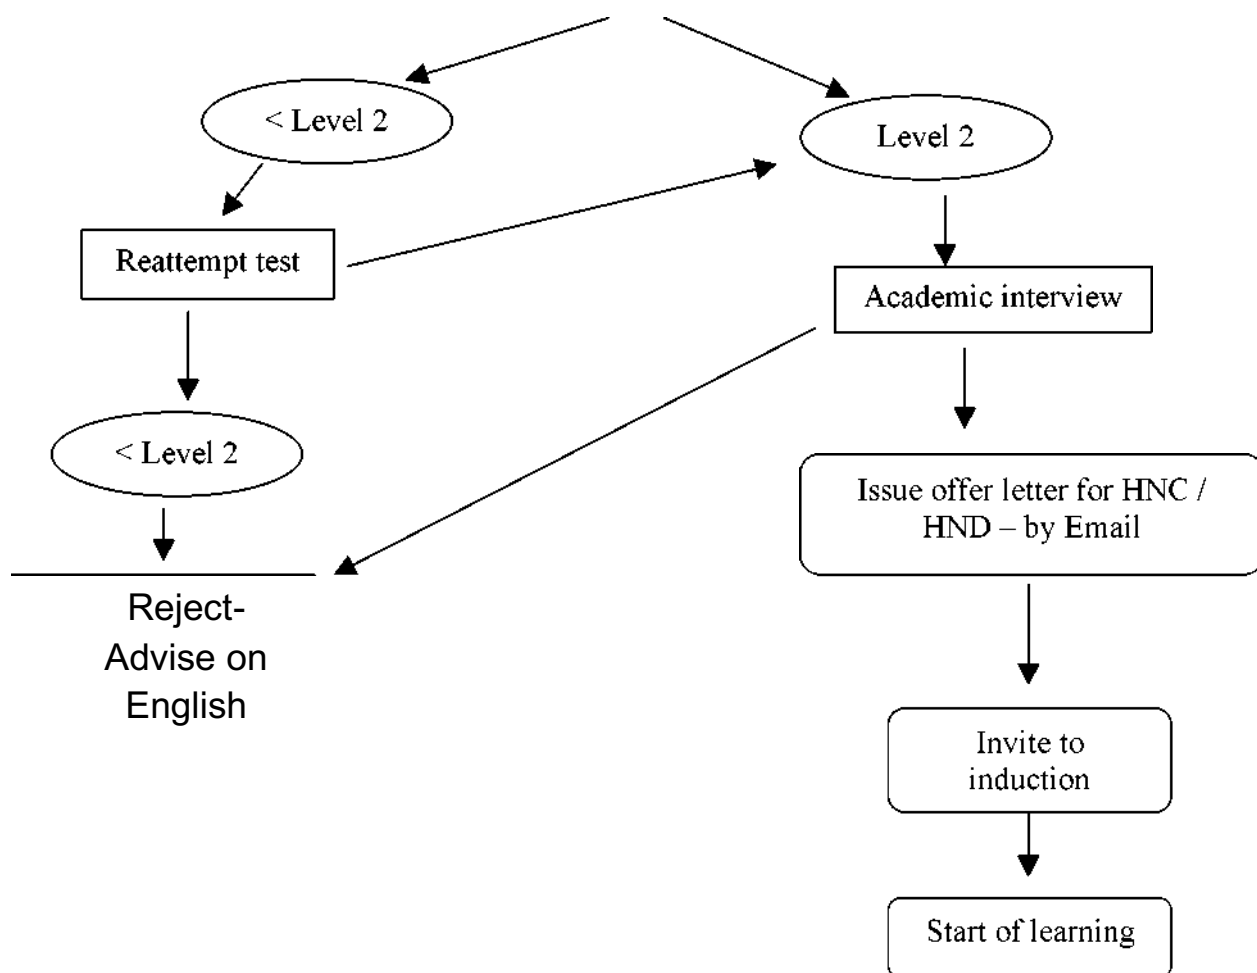 < Level 2
Level 2
Reattempt test
Academic interview
< Level 2
Issue offer letter for HNC /
HND – by Email
Reject-
Advise on
English
Invite to
induction
Start of learning